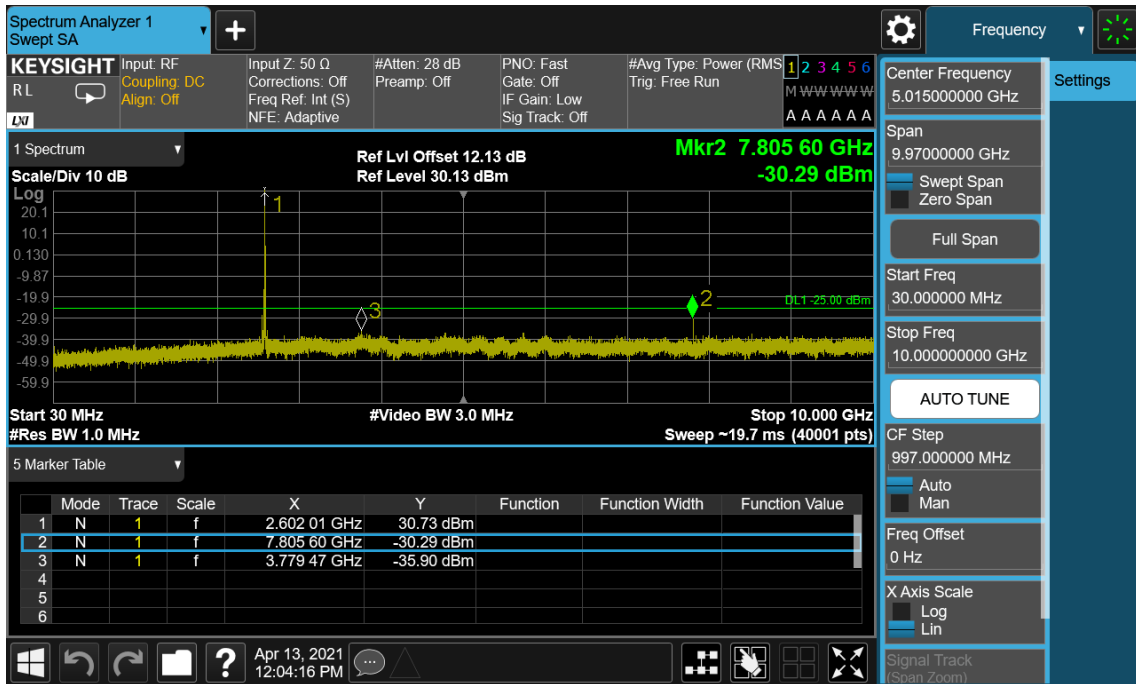 Spectrum Analyzer 1
Swept SA
+
Frequency
KEYSIGHT
RL
LXI
Input: RF
Coupling: DC
Align: Off
Input Z: 50 Ω
Corrections: Off
Freq Ref: Int (S)
NFE: Adaptive
#Atten: 28 dB
Preamp: Off
PNO: Fast
Gate: Off
IF Gain: Low
Sig Track: Off
#Avg Type: Power (RMS
Trig: Free Run
1 2 3 4 5 6
M W W W W W
A A A A A A
1 Spectrum
Scale/Div 10 dB
Ref Lvl Offset 12.13 dB
Ref Level 30.13 dBm
Mkr2 7.805 60 GHz
-30.29 dBm
Log
20.1
10.1
0.130
-9.87
-19.9
-29.9
-39.9
-49.9
-59.9
1
2
3
DL1 -25.00 dBm
Start 30 MHz
#Res BW 1.0 MHz
#Video BW 3.0 MHz
Stop 10.000 GHz
Sweep ~19.7 ms (40001 pts)
5 Marker Table
Mode Trace Scale X Y Function Function Width Function Value
1 N 1 f 2.602 01 GHz 30.73 dBm
2 N 1 f 7.805 60 GHz -30.29 dBm
3 N 1 f 3.779 47 GHz -35.90 dBm
4
5
6
?
Apr 13, 2021
12:04:16 PM
Center Frequency
5.015000000 GHz
Span
9.97000000 GHz
Swept Span
Zero Span
Full Span
Start Freq
30.000000 MHz
Stop Freq
10.000000000 GHz
AUTO TUNE
CF Step
997.000000 MHz
Auto
Man
Freq Offset
0 Hz
X Axis Scale
Log
Lin
Signal Track
(Span Zoom)
Settings